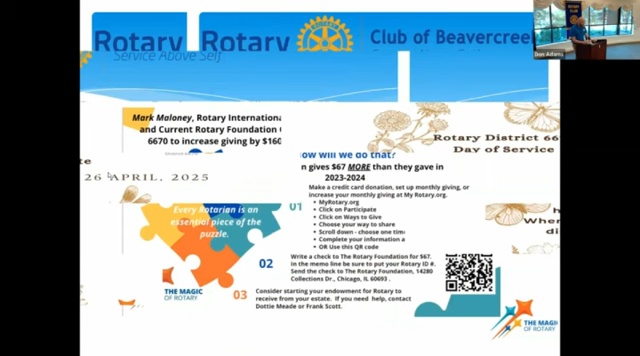 Rotary Rotary
Club of Beavercreek
Service Above Self
Don Adams
Mark Maloney, Rotary Internationa
and Current Rotary Foundation
6670 to increase giving by $160
Rotary District 66
Day of Service
26 APRIL, 2025
How will we do that?
n gives $67 MORE than they gave in
2023-2024
Every Rotarian is an
essential piece of the
puzzle.
01
Make a credit card donation, set up monthly giving, or
increase your monthly giving at My Rotary.org.
• MyRotary.org
• Click on Participate
• Click on Ways to Give
• Choose your way to share
• Scroll down - choose one tim
• Complete your information a
• OR Use this QR code
02
Write a check to The Rotary Foundation for $67.
In the memo line be sure to put your Rotary ID #.
Send the check to The Rotary Foundation, 14280
Collections Dr., Chicago, IL 60693 .
03
Consider starting your endowment for Rotary to
receive from your estate. If you need help, contact
Dottie Meade or Frank Scott.
THE MAGIC
OF ROTARY
THE MAGIC
OF ROTARY